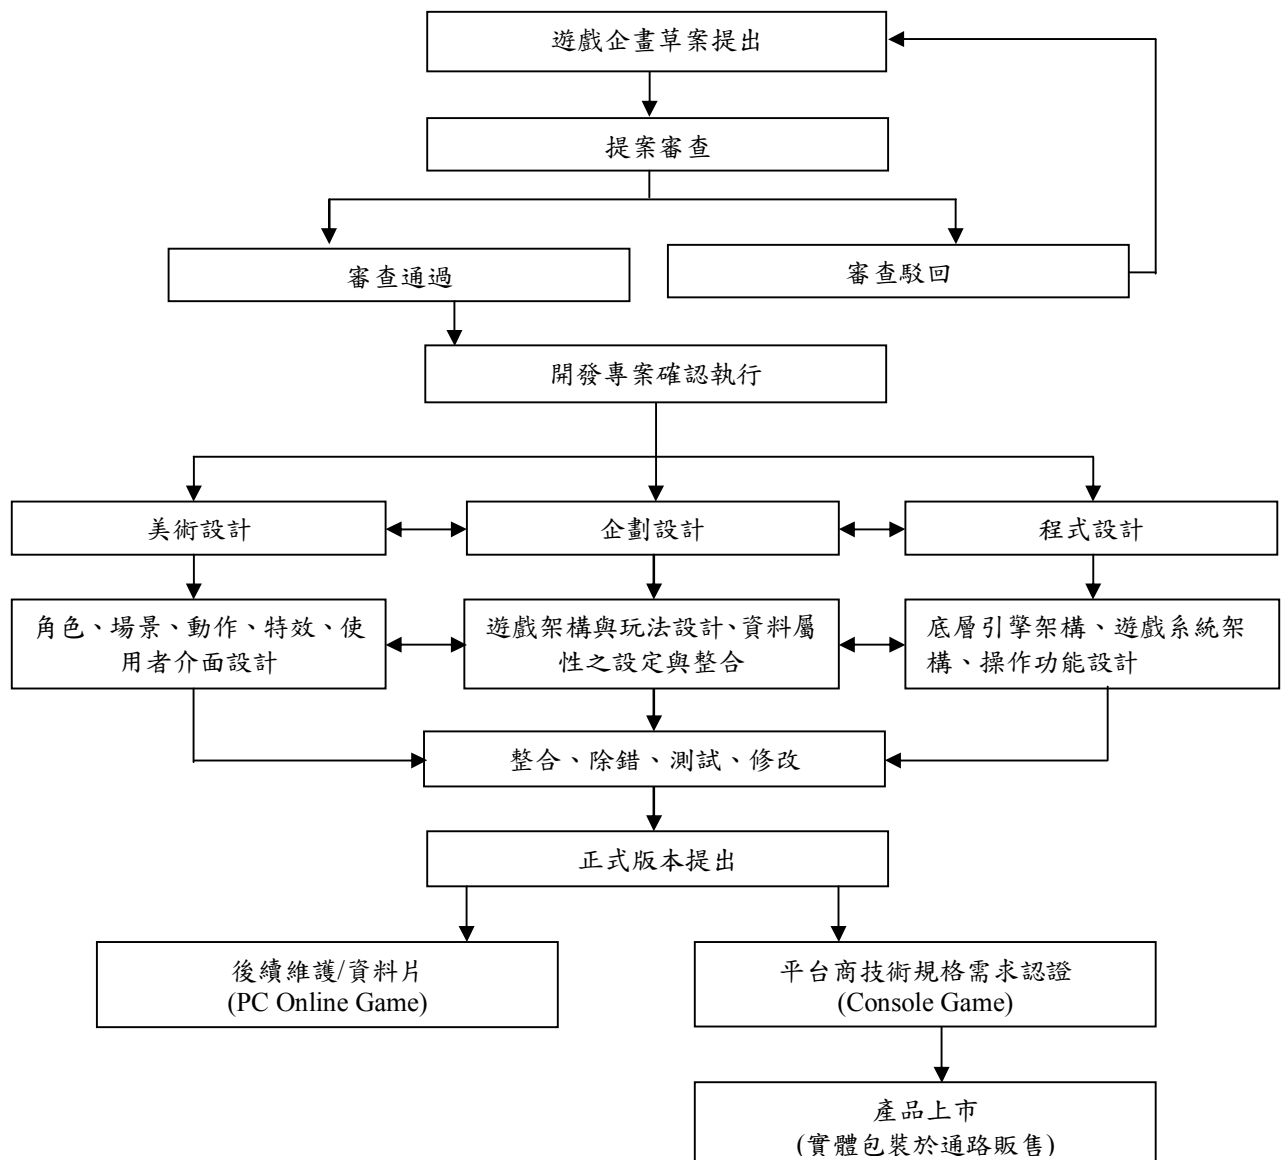 遊戲企畫草案提出
提案審查
審查通過
審查駁回
開發專案確認執行
美術設計
企劃設計
程式設計
角色、場景、動作、特效、使
用者介面設計
遊戲架構與玩法設計、資料屬
性之設定與整合
底層引擎架構、遊戲系統架
構、操作功能設計
整合、除錯、測試、修改
正式版本提出
後續維護/資料片
(PC Online Game)
平台商技術規格需求認證
(Console Game)
產品上市
(實體包裝於通路販售)